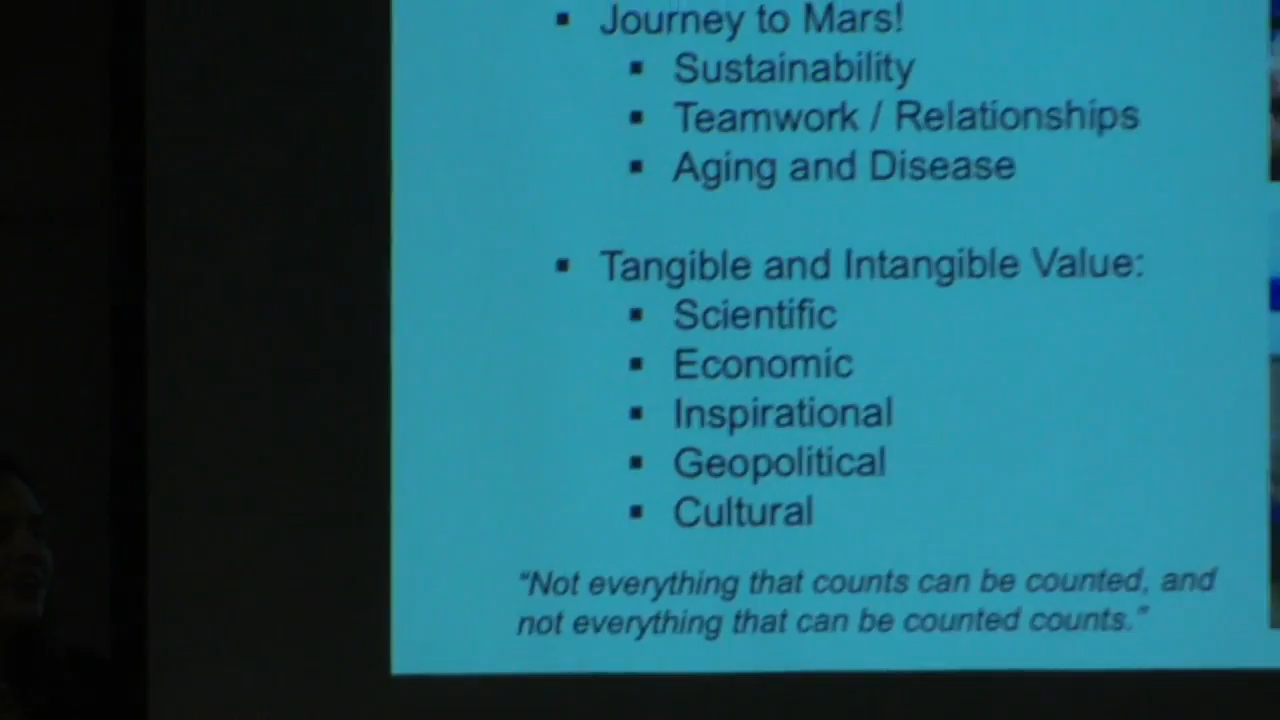 ▪ Journey to Mars!
▪ Sustainability
▪ Teamwork / Relationships
▪ Aging and Disease
▪ Tangible and Intangible Value:
▪ Scientific
▪ Economic
▪ Inspirational
▪ Geopolitical
▪ Cultural
“Not everything that counts can be counted, and
not everything that can be counted counts.”